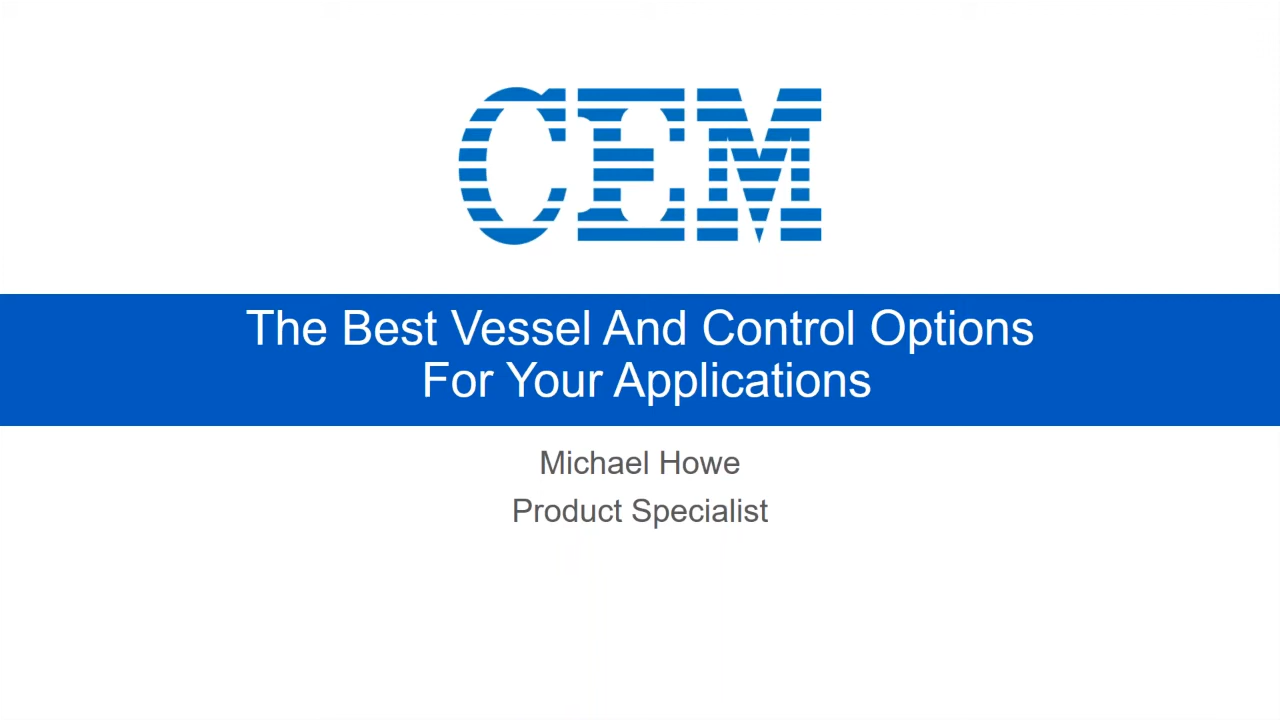 CEM
The Best Vessel And Control Options
For Your Applications
Michael Howe
Product Specialist